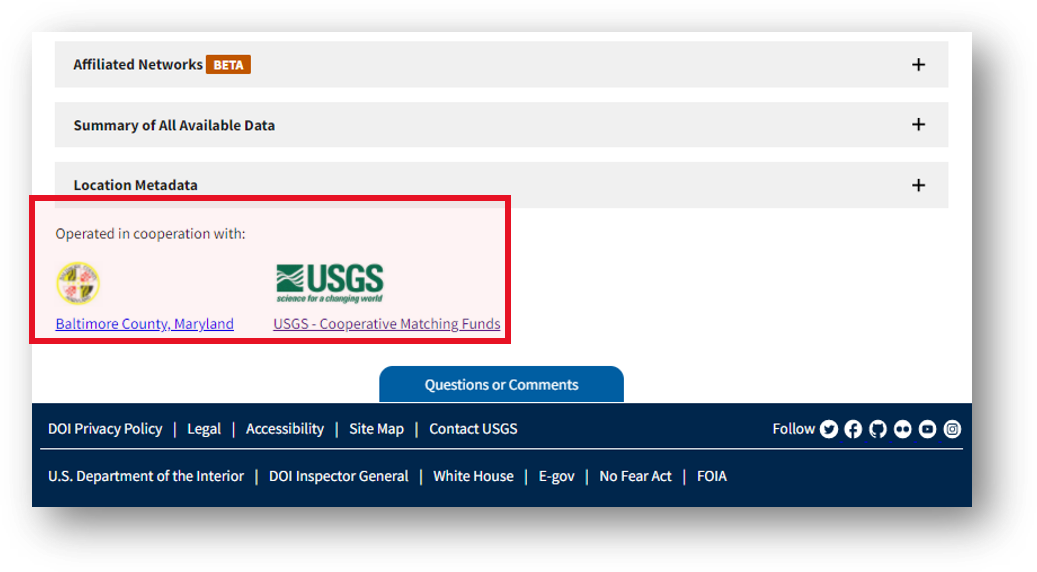 Affiliated Networks BETA
Summary of All Available Data
Location Metadata
Operated in cooperation with:
USGS
science for a changing world
Baltimore County, Maryland USGS - Cooperative Matching Funds
Questions or Comments
DOI Privacy Policy | Legal | Accessibility | Site Map | Contact USGS Follow
U.S. Department of the Interior | DOI Inspector General | White House | E-gov | No Fear Act | FOIA